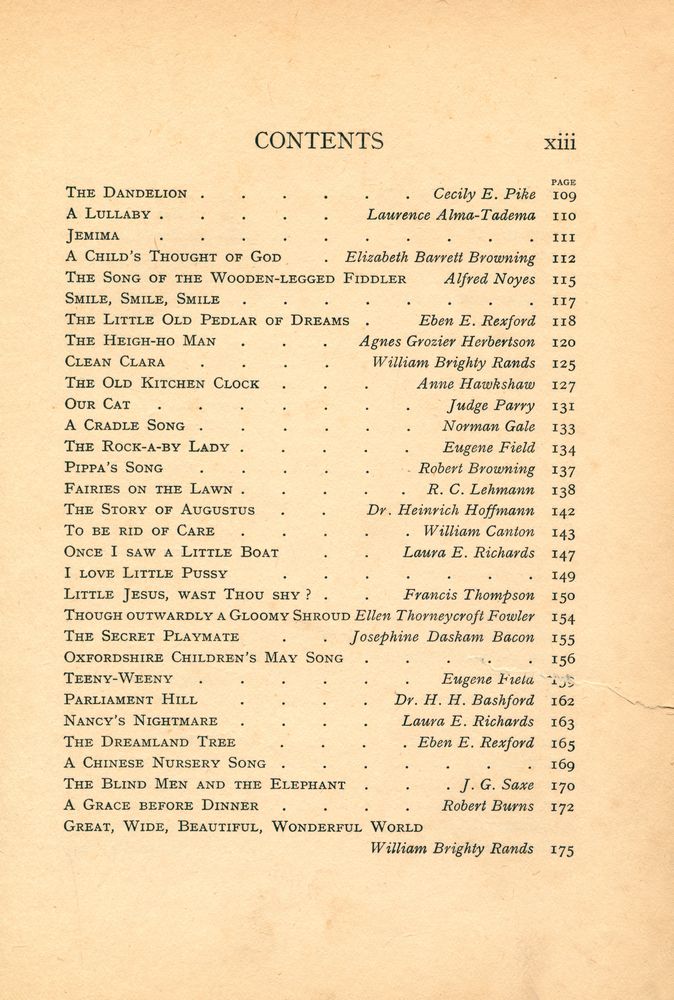 CONTENTS xiii
PAGE
THE DANDELION . . . . . . Cecily E. Pike 109
A LULLABY . . . . . Laurence Alma-Tadema 110
JEMIMA . . . . . . . . . . 111
A CHILD'S THOUGHT OF GOD . Elizabeth Barrett Browning 112
THE SONG OF THE WOODEN-LEGGED FIDDLER Alfred Noyes 115
SMILE, SMILE, SMILE . . . . . . . . 117
THE LITTLE OLD PEDLAR OF DREAMS . Eben E. Rexford 118
THE HEIGH-HO MAN . . . Agnes Grozier Herbertson 120
CLEAN CLARA . . . . William Brighty Rands 125
THE OLD KITCHEN CLOCK . . . Anne Hawkshaw 127
OUR CAT . . . . . . . Judge Parry 131
A CRADLE SONG . . . . . . Norman Gale 133
THE ROCK-A-BY LADY . . . . . Eugene Field 134
PIPPA'S SONG . . . . . Robert Browning 137
FAIRIES ON THE LAWN . . . . . R. C. Lehmann 138
THE STORY OF AUGUSTUS . . Dr. Heinrich Hoffmann 142
TO BE RID OF CARE . . . . . William Canton 143
ONCE I SAW A LITTLE BOAT . . Laura E. Richards 147
I LOVE LITTLE PUSSY . . . . . . . 149
LITTLE JESUS, WAST THOU SHY ? . . Francis Thompson 150
THOUGH OUTWARDLY A GLOOMY SHROUD Ellen Thorneycroft Fowler 154
THE SECRET PLAYMATE . . Josephine Daskam Bacon 155
OXFORDSHIRE CHILDREN'S MAY SONG . . . . . 156
TEENY-WEENY . . . . . . Eugene Field
PARLIAMENT HILL . . . . Dr. H. H. Bashford 162
NANCY'S NIGHTMARE . . . . Laura E. Richards 163
THE DREAMLAND TREE . . . . Eben E. Rexford 165
A CHINESE NURSERY SONG . . . . . . . 169
THE BLIND MEN AND THE ELEPHANT . . . J. G. Saxe 170
A GRACE BEFORE DINNER . . . . Robert Burns 172
GREAT, WIDE, BEAUTIFUL, WONDERFUL WORLD
William Brighty Rands 175